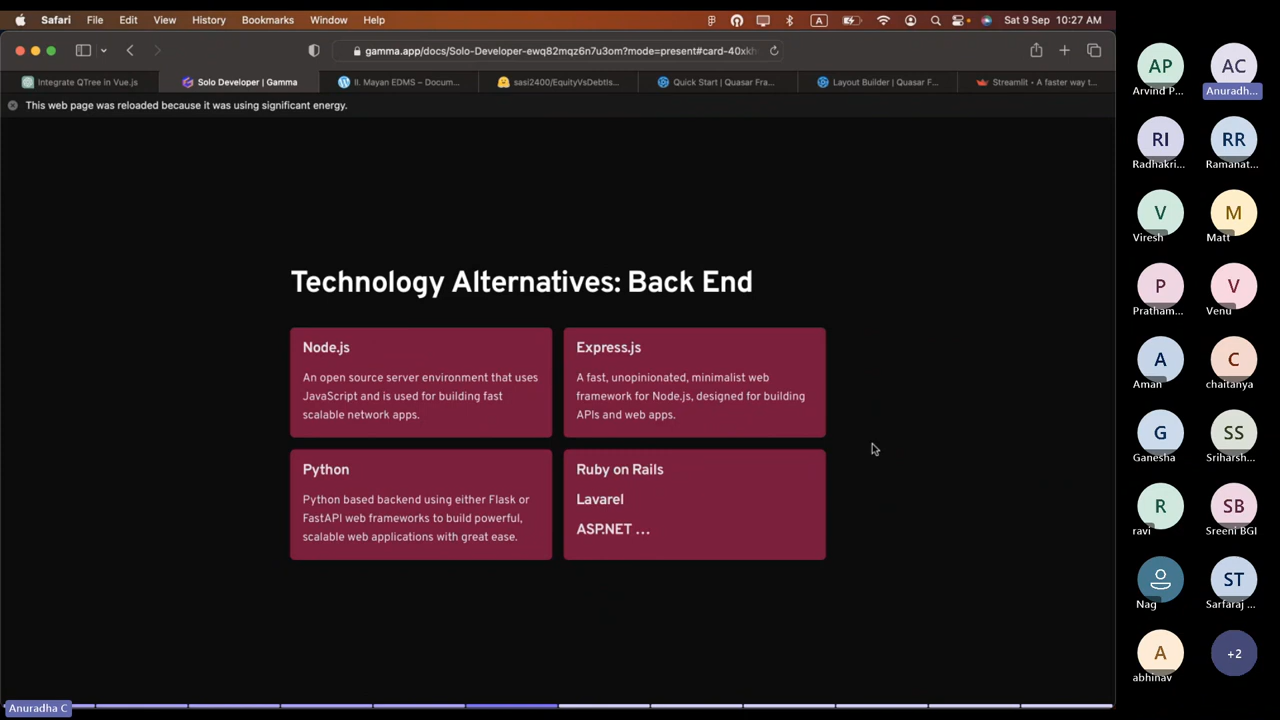 Safari File Edit View History Bookmarks Window Help
A
Sat 9 Sep 10:27 AM
gamma.app/docs/Solo-Developer-ewq82mqz6n7u3om?mode=present#card-40xkh
Integrate QTree in Vue.js
Solo Developer | Gamma
II. Mayan EDMS – Docum...
sasi2400/EquityVsDebtIs...
Quick Start | Quasar Fra...
Layout Builder | Quasar F...
Streamlit • A faster way t...
This web page was reloaded because it was using significant energy.
Technology Alternatives: Back End
Node.js
An open source server environment that uses
JavaScript and is used for building fast
scalable network apps.
Express.js
A fast, unopinionated, minimalist web
framework for Node.js, designed for building
APIs and web apps.
Python
Python based backend using either Flask or
FastAPI web frameworks to build powerful,
scalable web applications with great ease.
Ruby on Rails
Lavarel
ASP.NET ...
Anuradha C
AP
Arvind P...
AC
Anuradh...
RI
Radhakri...
RR
Ramanat...
V
Viresh
M
Matt
P
Pratham...
V
Venu
A
Aman
C
chaitanya
G
Ganesha
SS
Sriharsh...
R
ravi
SB
Sreeni BGI
Nag
ST
Sarfaraj ...
A
abhinav
+2